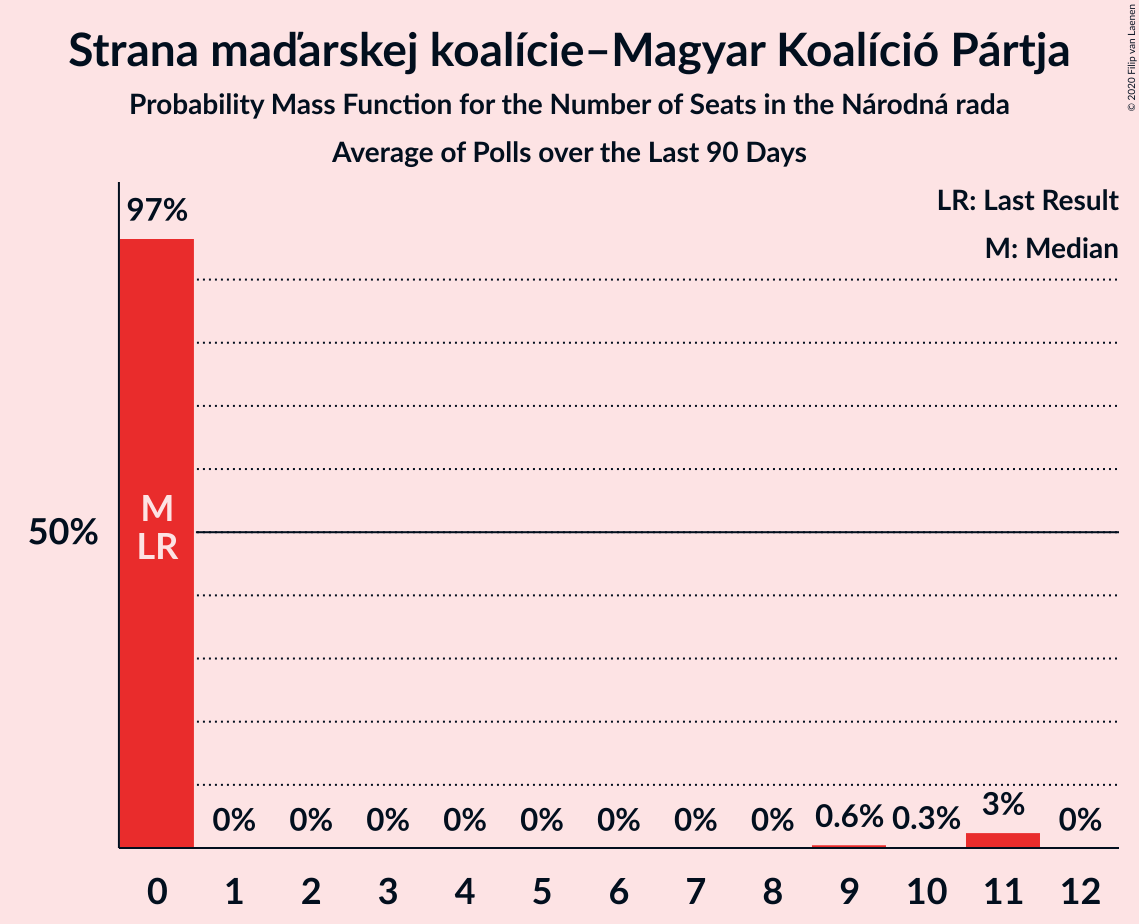 Strana maďarskej koalície–Magyar Koalíció Pártja
Probability Mass Function for the Number of Seats in the Národná rada
Average of Polls over the Last 90 Days
© 2020 Filip van Laenen
LR: Last Result
M: Median
97%
M
LR
50%
0% 0% 0% 0% 0% 0% 0% 0% 0.6% 0.3% 3% 0%
0 1 2 3 4 5 6 7 8 9 10 11 12